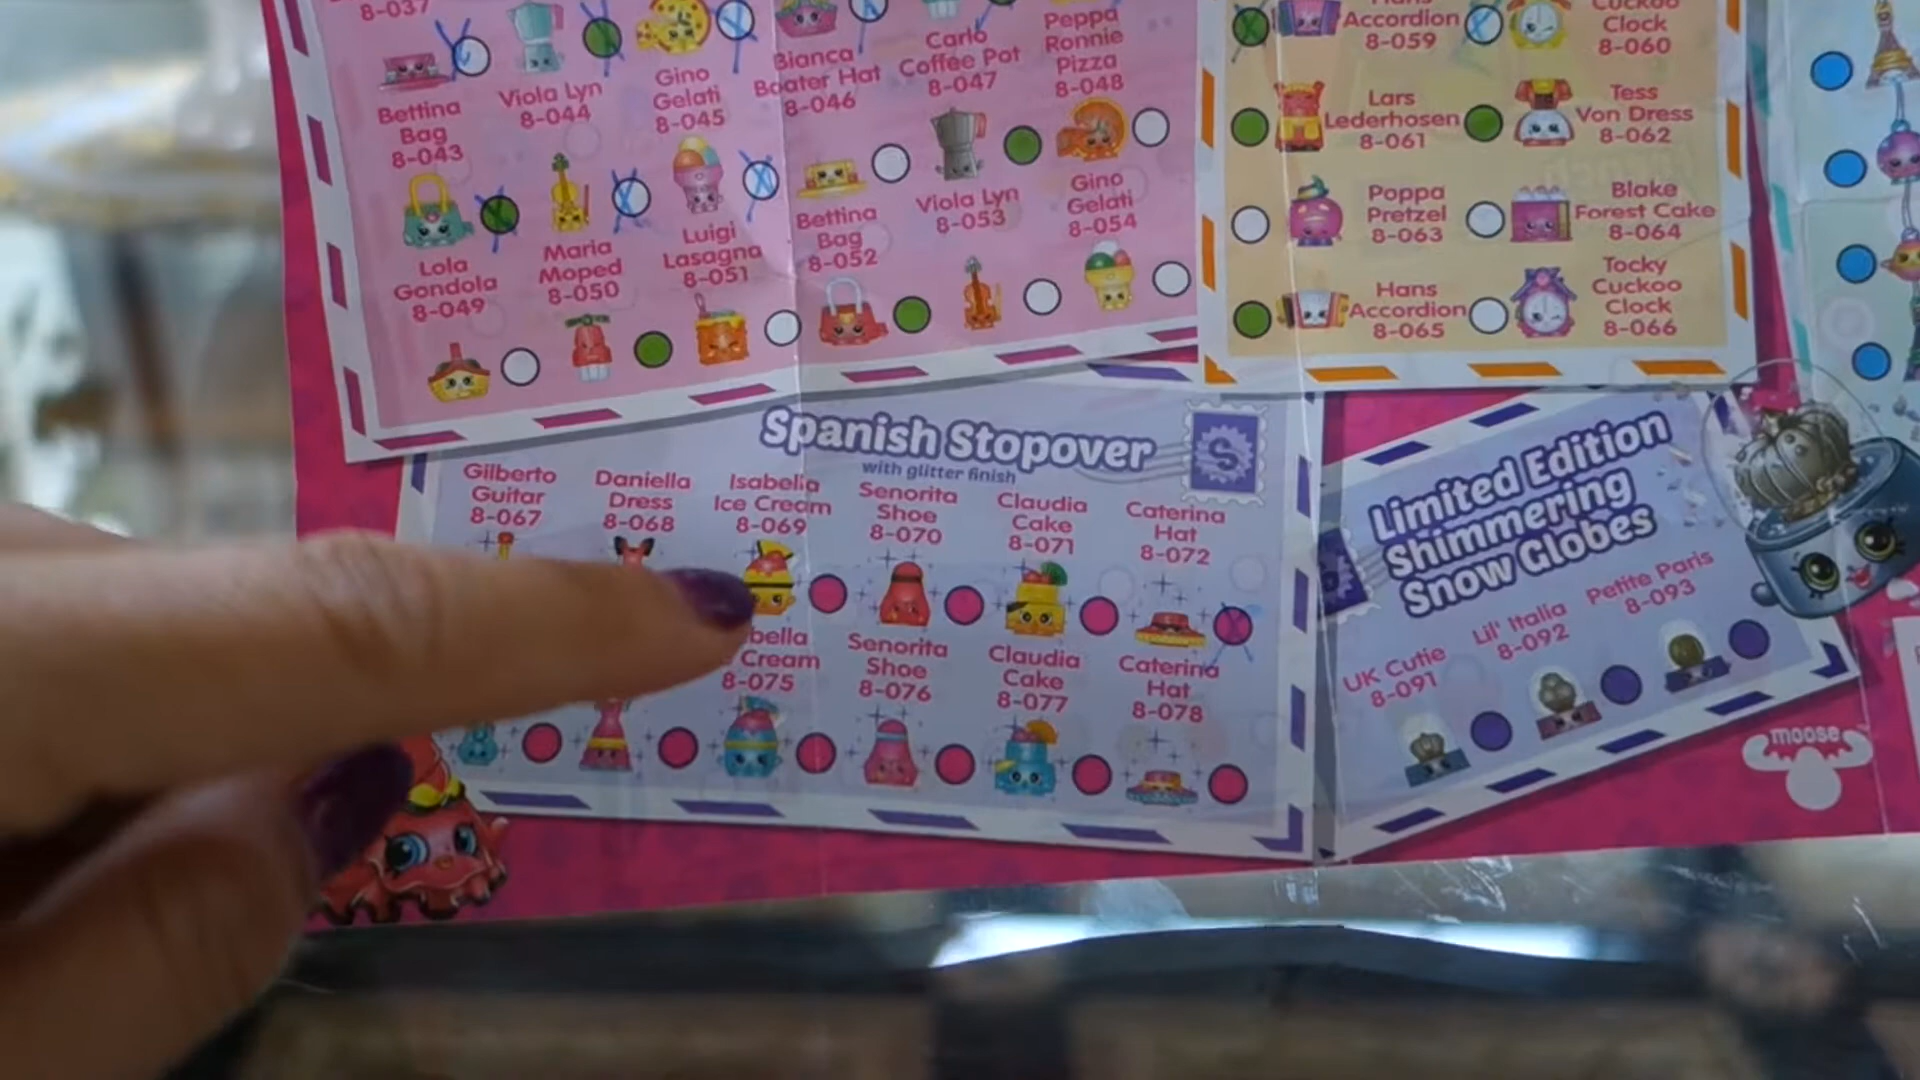 8-037
Bettina
Bag
8-043
Viola Lyn
8-044
Gino
Gelati
8-045
Bianca
Boater Hat
8-046
Carlo
Coffee Pot
8-047
Peppa
Ronnie
Pizza
8-048
Lola
Gondola
8-049
Maria
Moped
8-050
Luigi
Lasagna
8-051
Bettina
Bag
8-052
Viola Lyn
8-053
Gino
Gelati
8-054
Accordion
8-059
Cuckoo
Clock
8-060
Lars
Lederhosen
8-061
Tess
Von Dress
8-062
Poppa
Pretzel
8-063
Blake
Forest Cake
8-064
Hans
Accordion
8-065
Tocky
Cuckoo
Clock
8-066
Spanish Stopover
with glitter finish
S
Gilberto
Guitar
8-067
Daniella
Dress
8-068
Isabella
Ice Cream
8-069
Senorita
Shoe
8-070
Claudia
Cake
8-071
Caterina
Hat
8-072
bella
Cream
8-075
Senorita
Shoe
8-076
Claudia
Cake
8-077
Caterina
Hat
8-078
Limited Edition
Shimmering
Snow Globes
UK Cutie
8-091
Lil' Italia
8-092
Petite Paris
8-093
moose